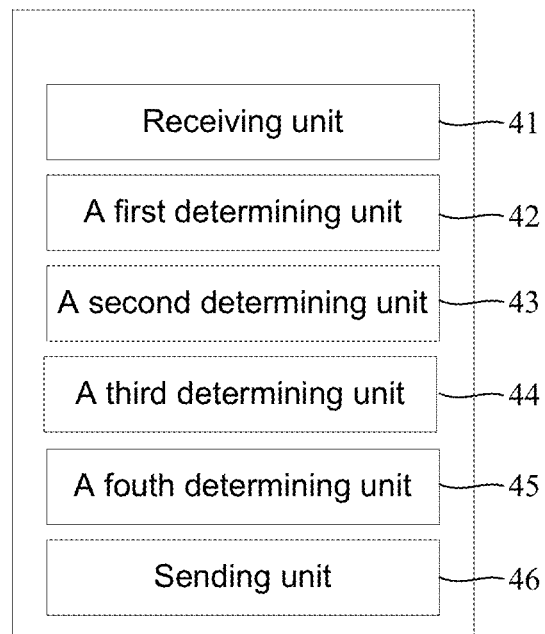 Receiving unit 41
A first determining unit 42
A second determining unit 43
A third determining unit 44
A fouth determining unit 45
Sending unit 46